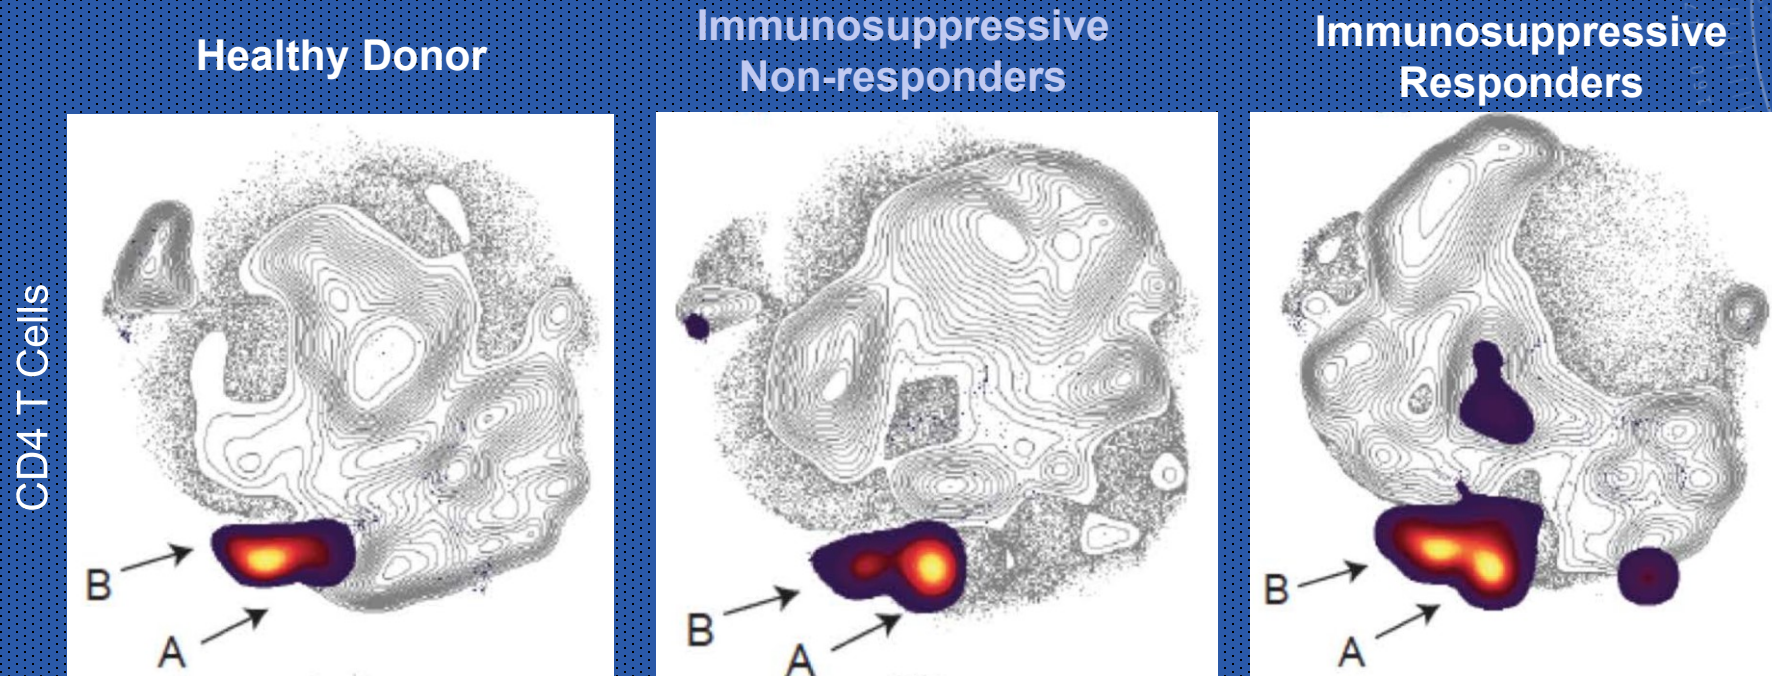 Healthy Donor
Immunosuppressive
Non-responders
Immunosuppressive
Responders
CD4 T Cells
B
A
B
A
B
A